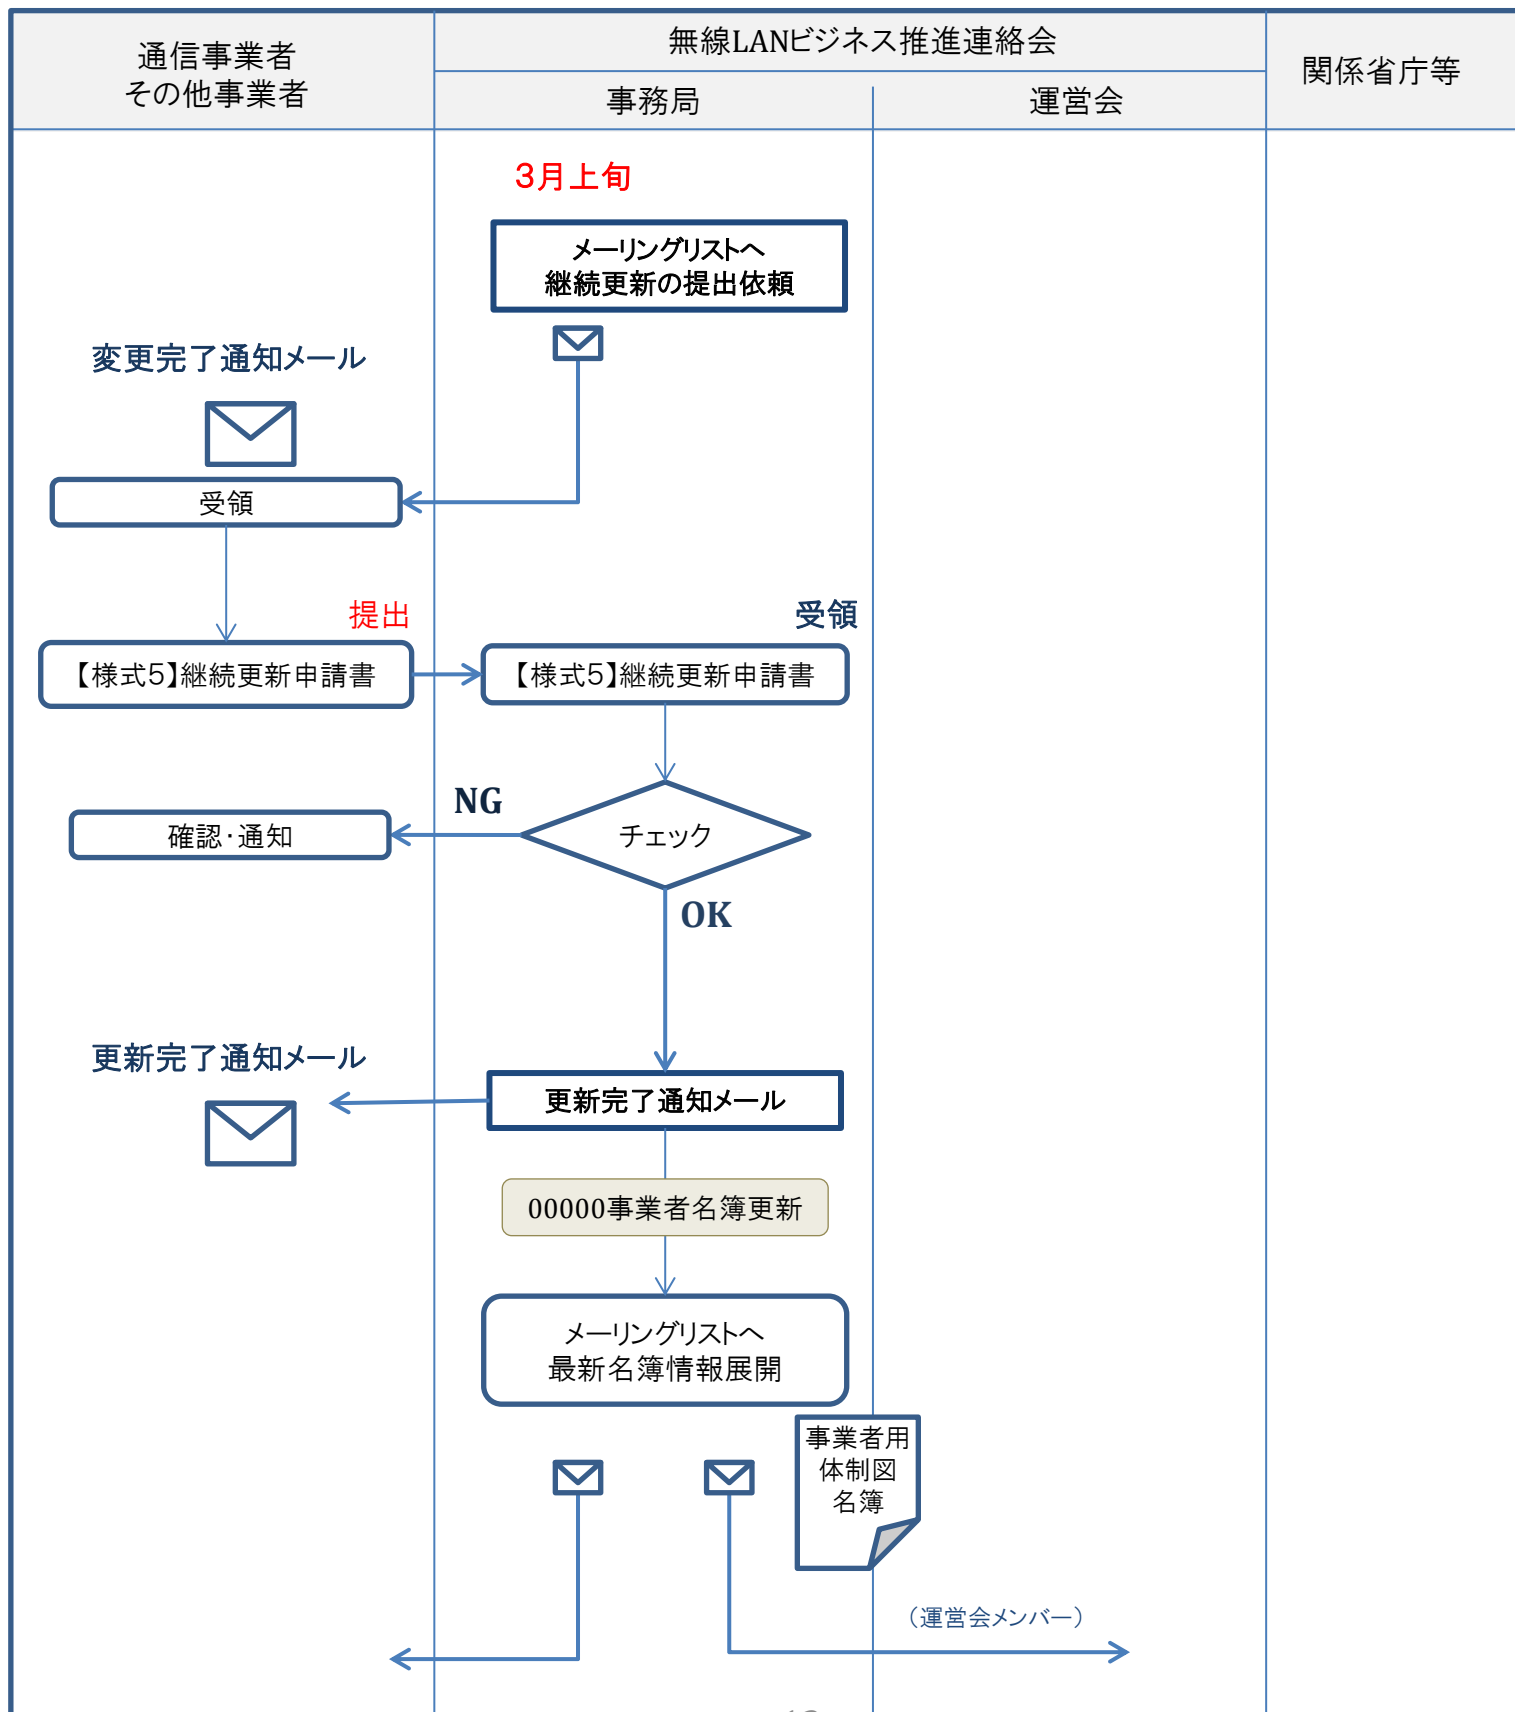 通信事業者
その他事業者
無線LANビジネス推進連絡会
事務局
運営会
関係省庁等
3月上旬
メーリングリストへ
継続更新の提出依頼
変更完了通知メール
受領
提出
受領
【様式5】継続更新申請書
【様式5】継続更新申請書
NG
確認・通知
チェック
OK
更新完了通知メール
更新完了通知メール
00000事業者名簿更新
メーリングリストへ
最新名簿情報展開
事業者用
体制図
名簿
（運営会メンバー）